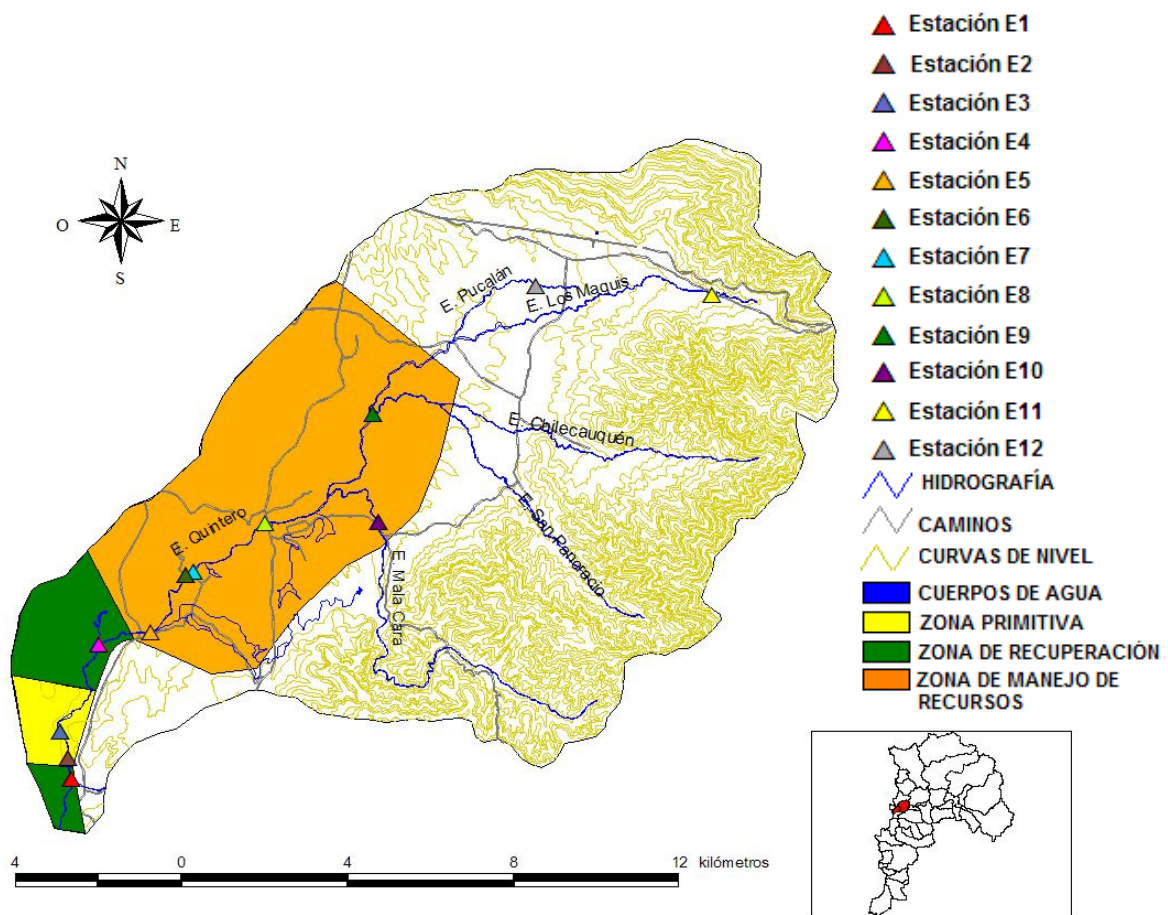 Estación E1
Estación E2
Estación E3
Estación E4
Estación E5
Estación E6
Estación E7
Estación E8
Estación E9
Estación E10
Estación E11
Estación E12
HIDROGRAFÍA
CAMINOS
CURVAS DE NIVEL
CUERPOS DE AGUA
ZONA PRIMITIVA
ZONA DE RECUPERACIÓN
ZONA DE MANEJO DE
RECURSOS
N
O
E
S
E. Pucalán
E. Los Maquis
E. Chilecauquén
E. San Pancracio
E. Quintero
E. Mala Cara
4 0 4 8 12 kilómetros